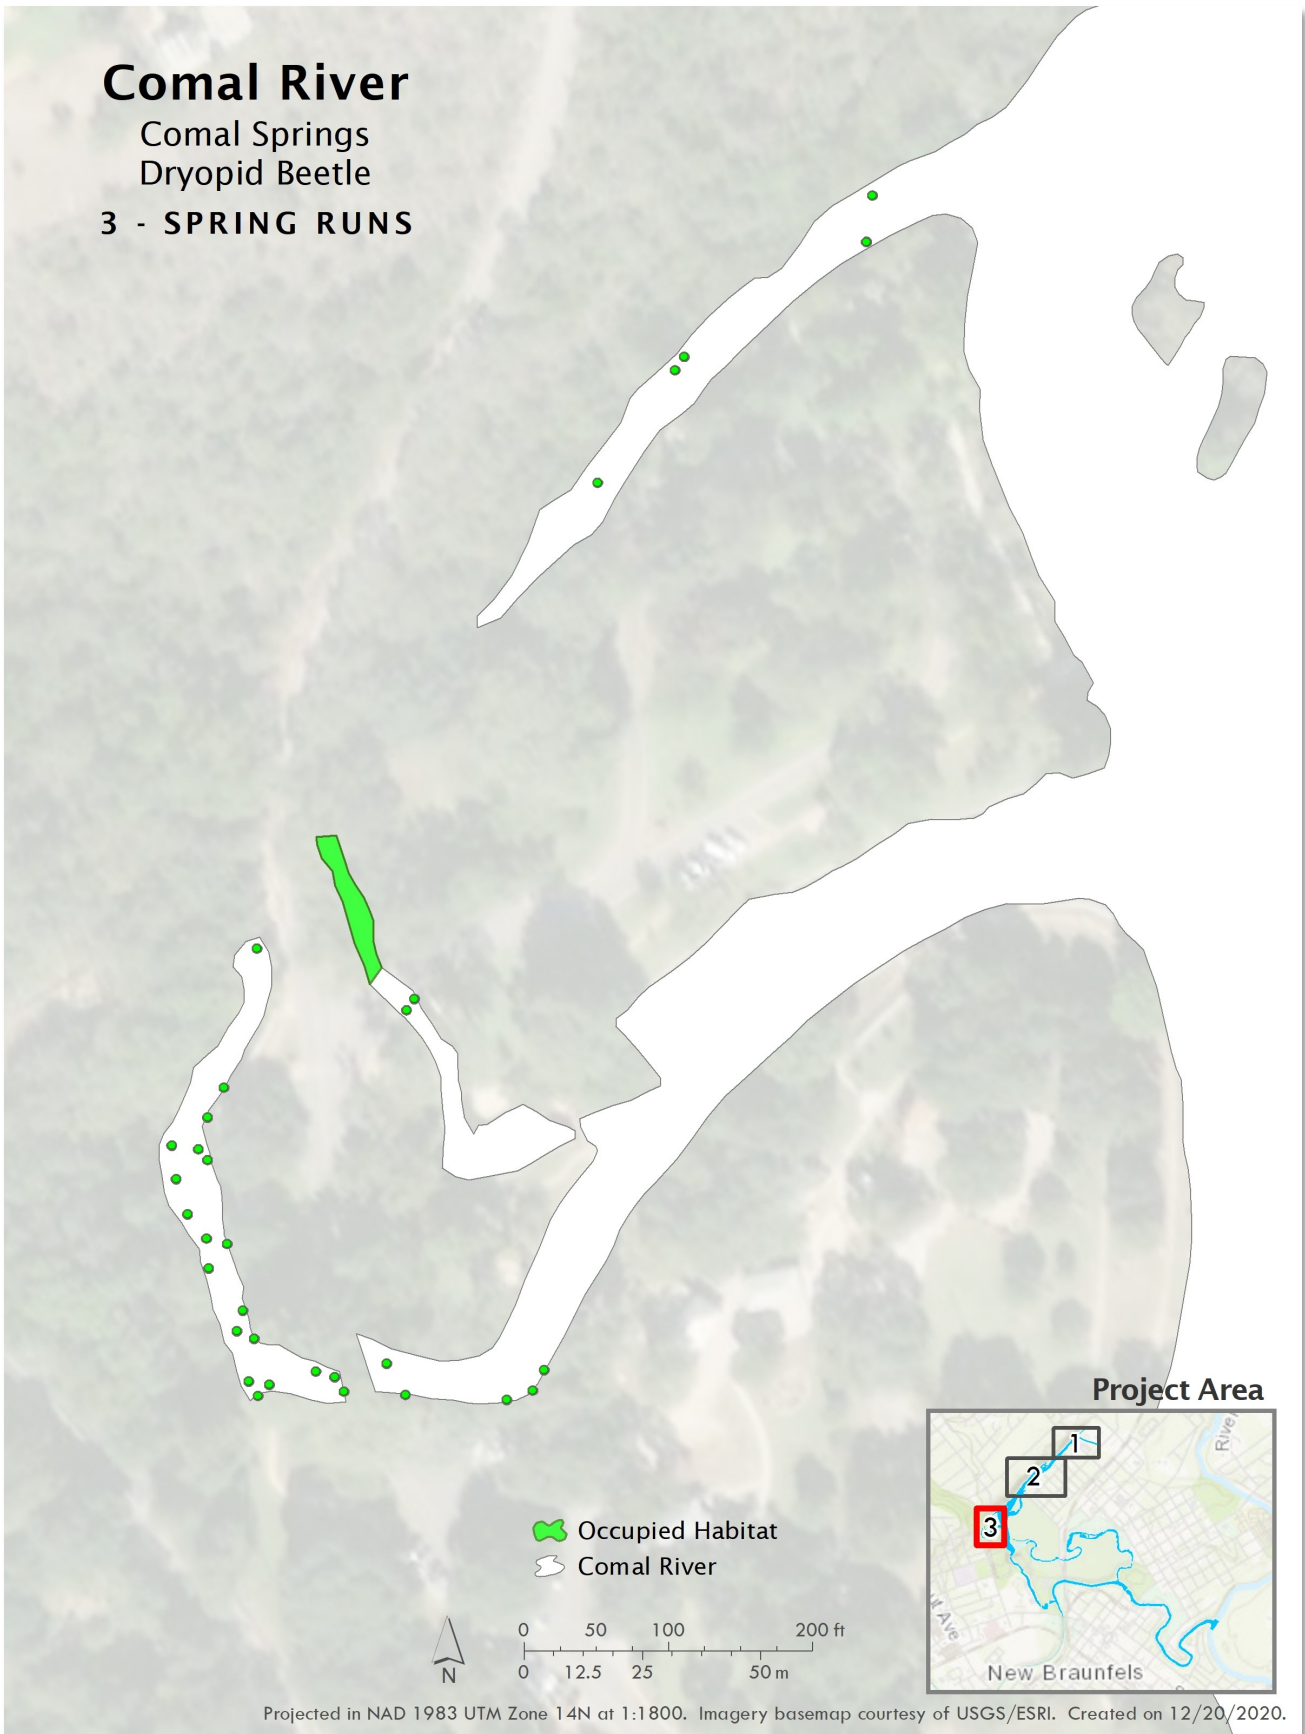 Comal River
Comal Springs
Dryopid Beetle
3 - SPRING RUNS
Project Area
1
2
3
River
Ave
New Braunfels
Occupied Habitat
Comal River
0 50 100 200 ft
0 12.5 25 50 m
N
Projected in NAD 1983 UTM Zone 14N at 1:1800. Imagery basemap courtesy of USGS/ESRI. Created on 12/20/2020.